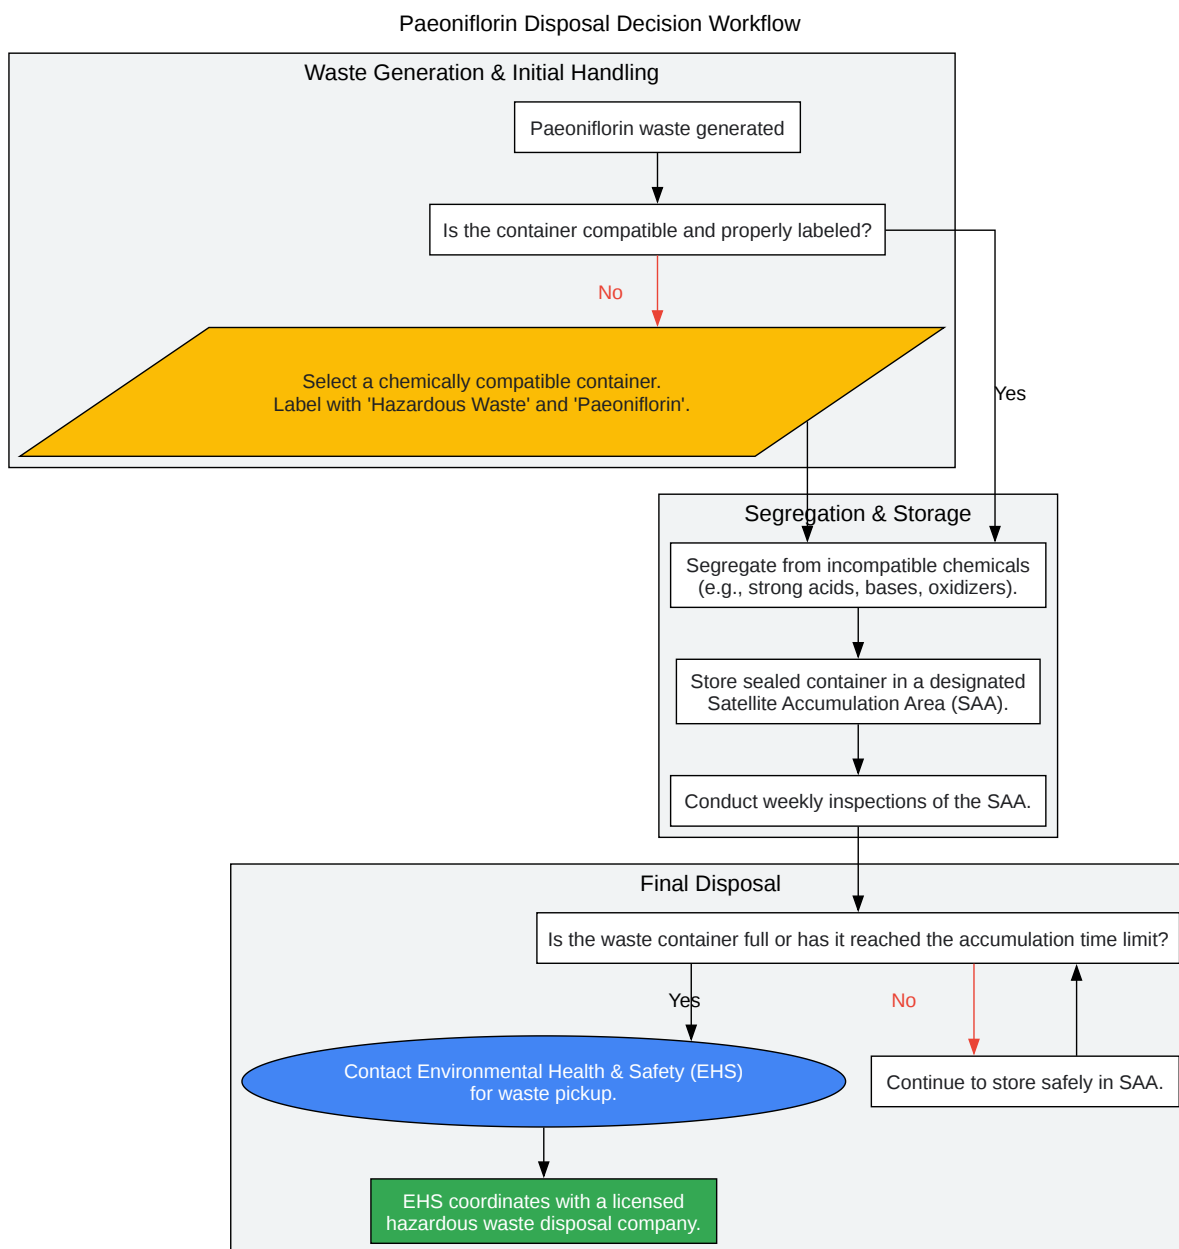 Paeoniflorin Disposal Decision Workflow
Waste Generation & Initial Handling
Paeoniflorin waste generated
Is the container compatible and properly labeled?
No
Select a chemically compatible container.
Label with 'Hazardous Waste' and 'Paeoniflorin'.
Yes
Segregation & Storage
Segregate from incompatible chemicals
(e.g., strong acids, bases, oxidizers).
Store sealed container in a designated
Satellite Accumulation Area (SAA).
Conduct weekly inspections of the SAA.
Final Disposal
Is the waste container full or has it reached the accumulation time limit?
Yes
No
Contact Environmental Health & Safety (EHS)
for waste pickup.
Continue to store safely in SAA.
EHS coordinates with a licensed
hazardous waste disposal company.